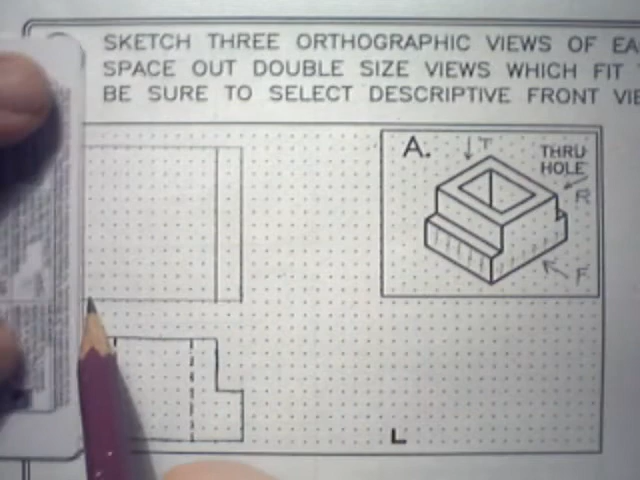 SKETCH THREE ORTHOGRAPHIC VIEWS OF EA
SPACE OUT DOUBLE SIZE VIEWS WHICH FIT
BE SURE TO SELECT DESCRIPTIVE FRONT VIE
A.
T
THRU
HOLE
R
F
L